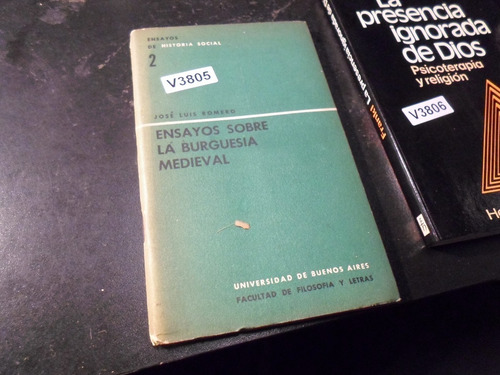 ENSAYOS
DE HISTORIA SOCIAL
2
V3805
JOSÉ LUIS ROMERO
ENSAYOS SOBRE
LA BURGUESIA
MEDIEVAL
UNIVERSIDAD DE BUENOS AIRES
FACULTAD DE FILOSOFIA Y LETRAS
La
presencia
ignorada
de Dios
Psicoterapia
y religión
V3806
Frankl